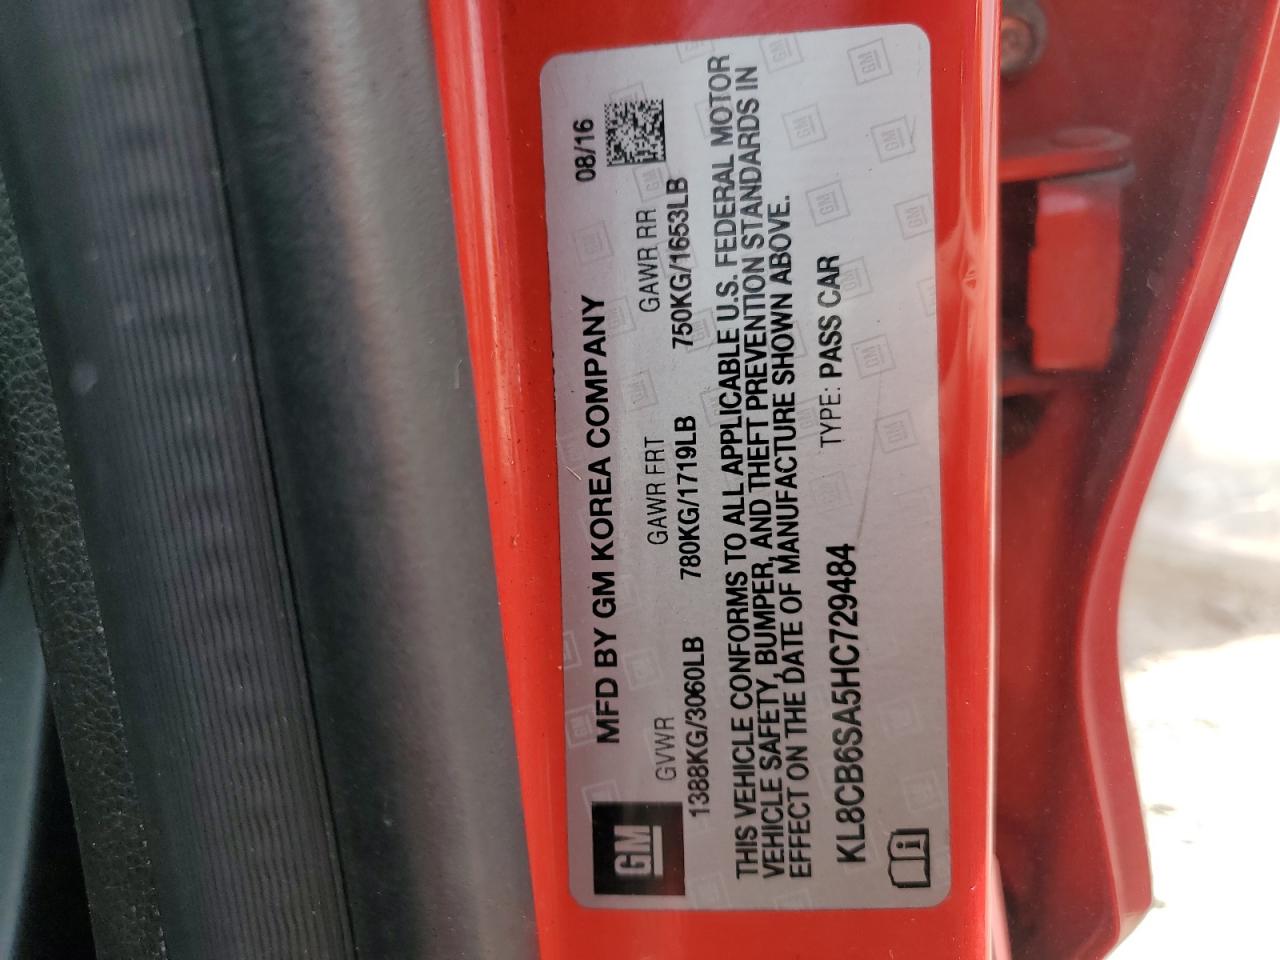 GM
MFD BY GM KOREA COMPANY 08/16
GVWR GAWR FRT GAWR RR
1388KG/3060LB 780KG/1719LB 750KG/1653LB
THIS VEHICLE CONFORMS TO ALL APPLICABLE U.S. FEDERAL MOTOR
VEHICLE SAFETY, BUMPER, AND THEFT PREVENTION STANDARDS IN
EFFECT ON THE DATE OF MANUFACTURE SHOWN ABOVE.
KL8CB6SA5HC729484 TYPE: PASS CAR